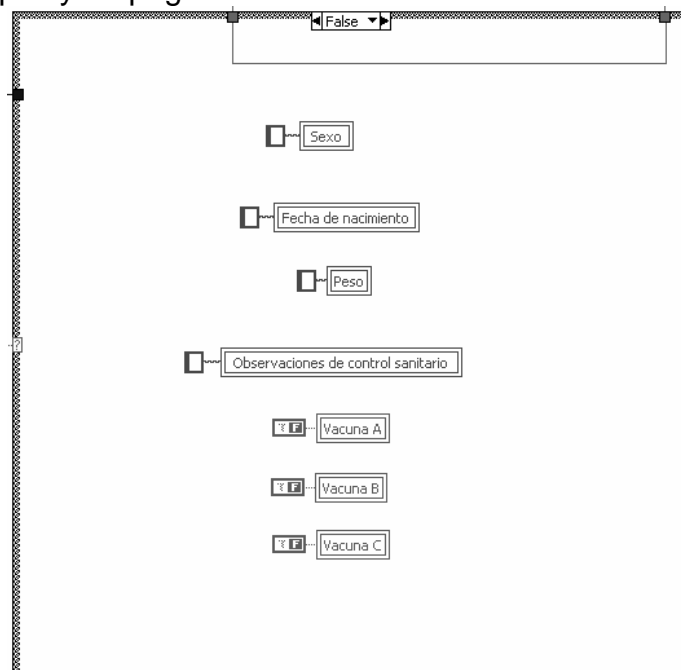 False
Sexo
Fecha de nacimiento
Peso
?
Observaciones de control sanitario
F Vacuna A
F Vacuna B
F Vacuna C